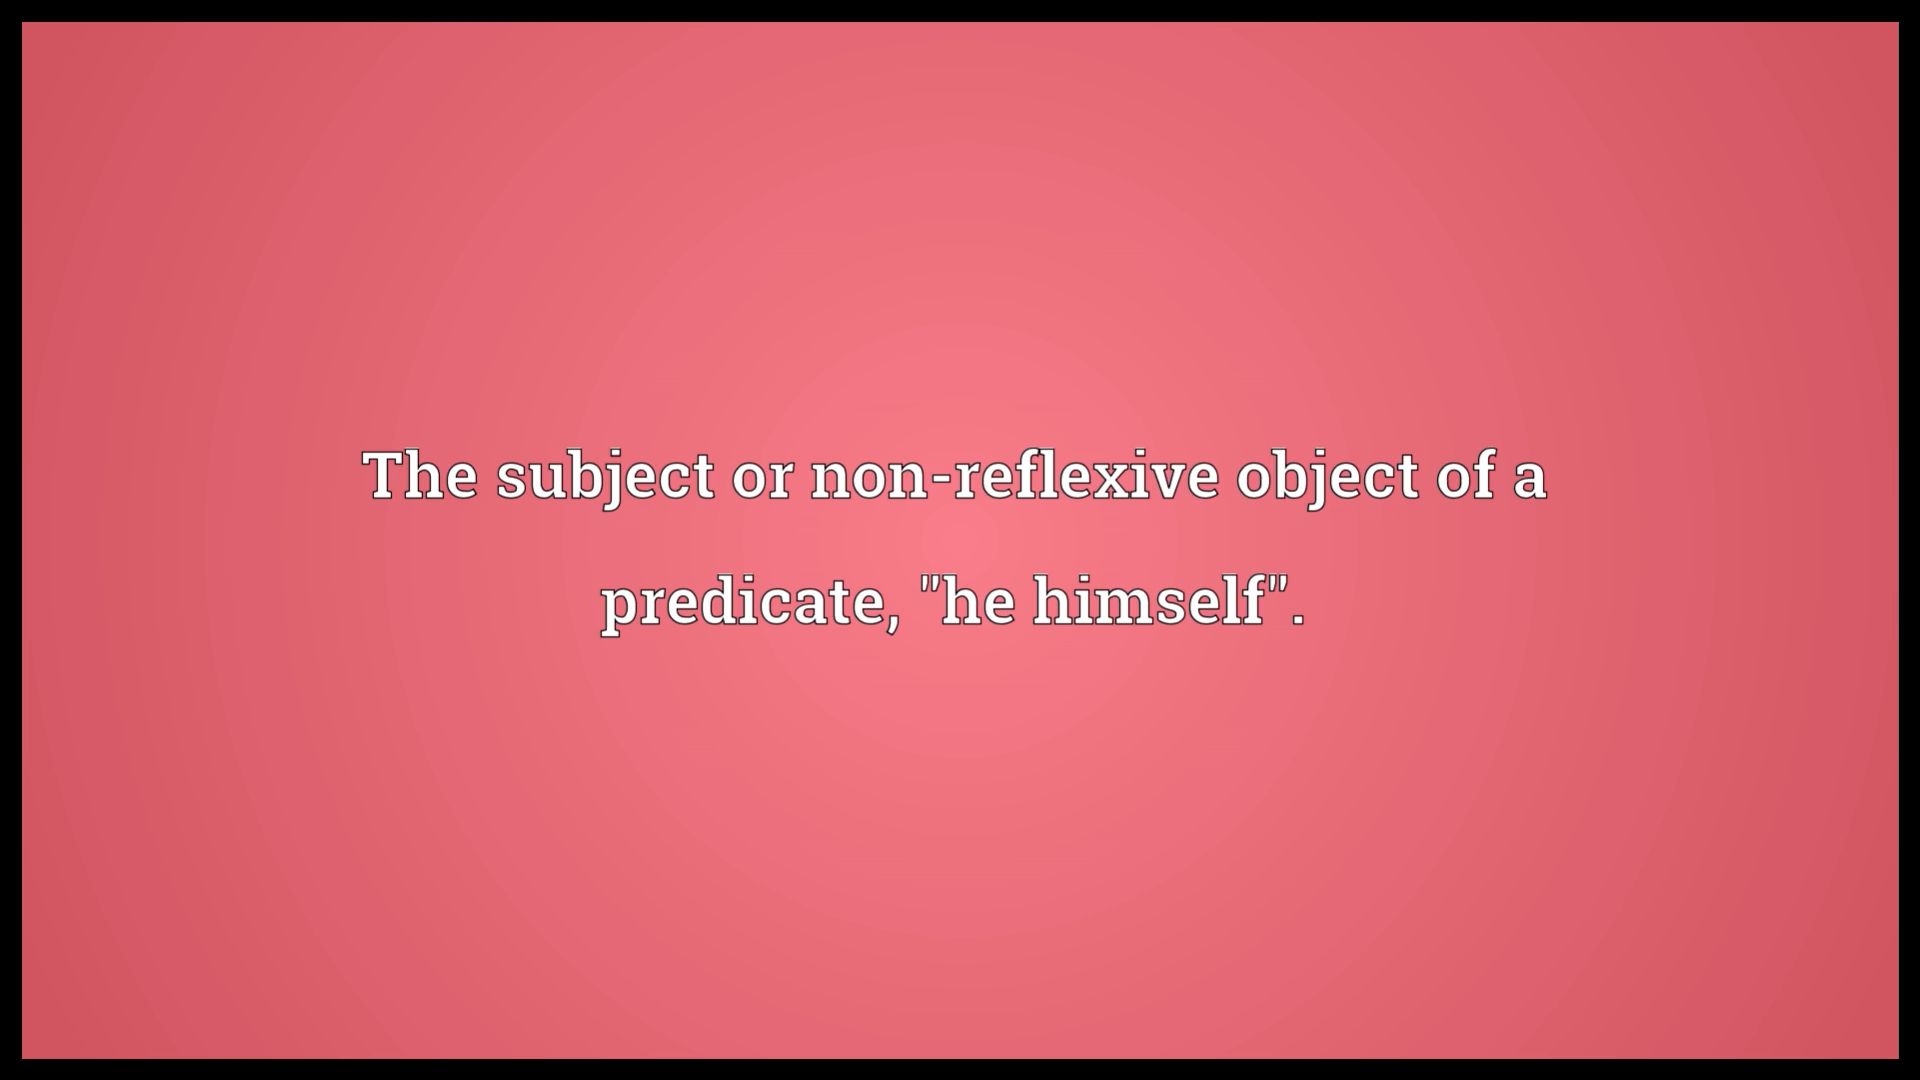 The subject or non-reflexive object of a
predicate, "he himself".